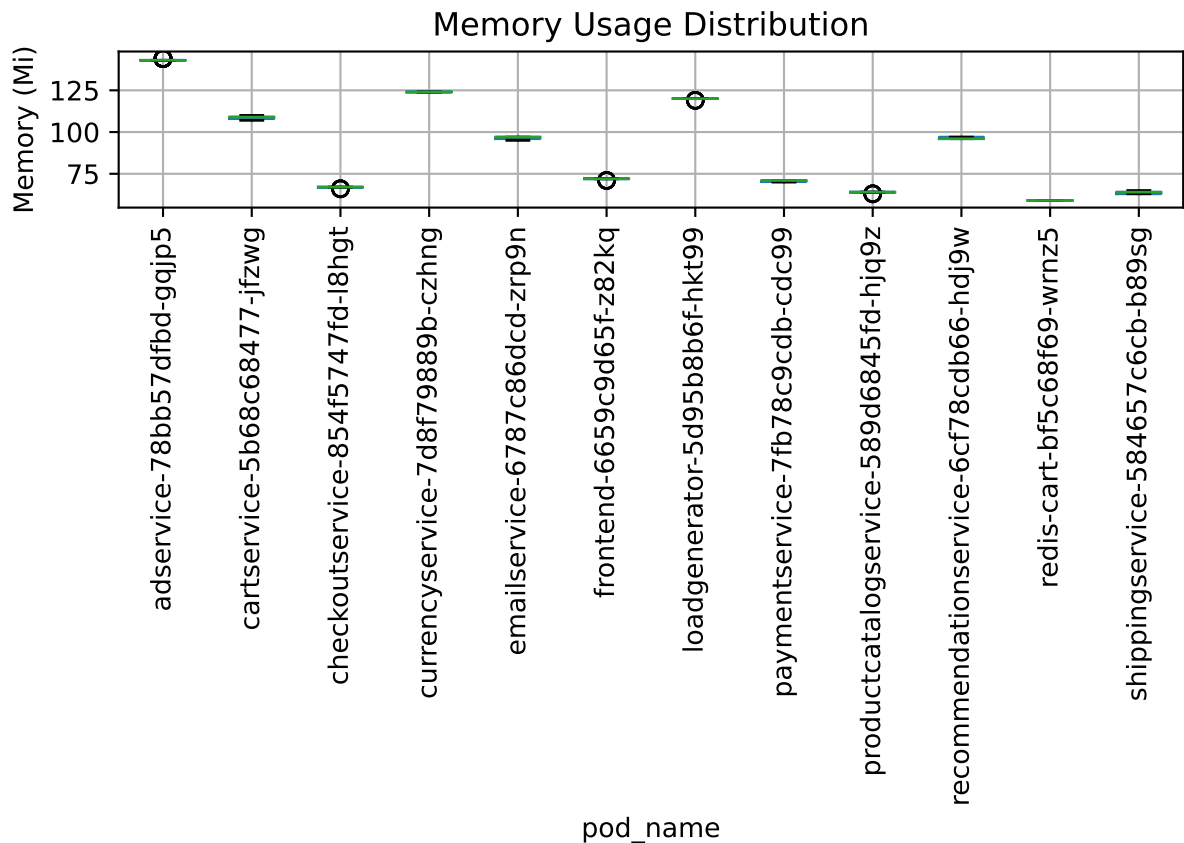 Memory Usage Distribution
Memory (Mi)
125
100
75
adservice-78bb57dfbd-gqjp5
cartservice-5b68c68477-jfzwg
checkoutservice-854f5747fd-l8hgt
currencyservice-7d8f79889b-czhng
emailservice-6787c86dcd-zrp9n
frontend-6659c9d65f-z82kq
loadgenerator-5d95b8b6f-hkt99
paymentservice-7fb78c9cdb-cdc99
productcatalogservice-589d6845fd-hjq9z
recommendationservice-6cf78cdb66-hdj9w
redis-cart-bf5c68f69-wrnz5
shippingservice-584657c6cb-b89sg
pod_name